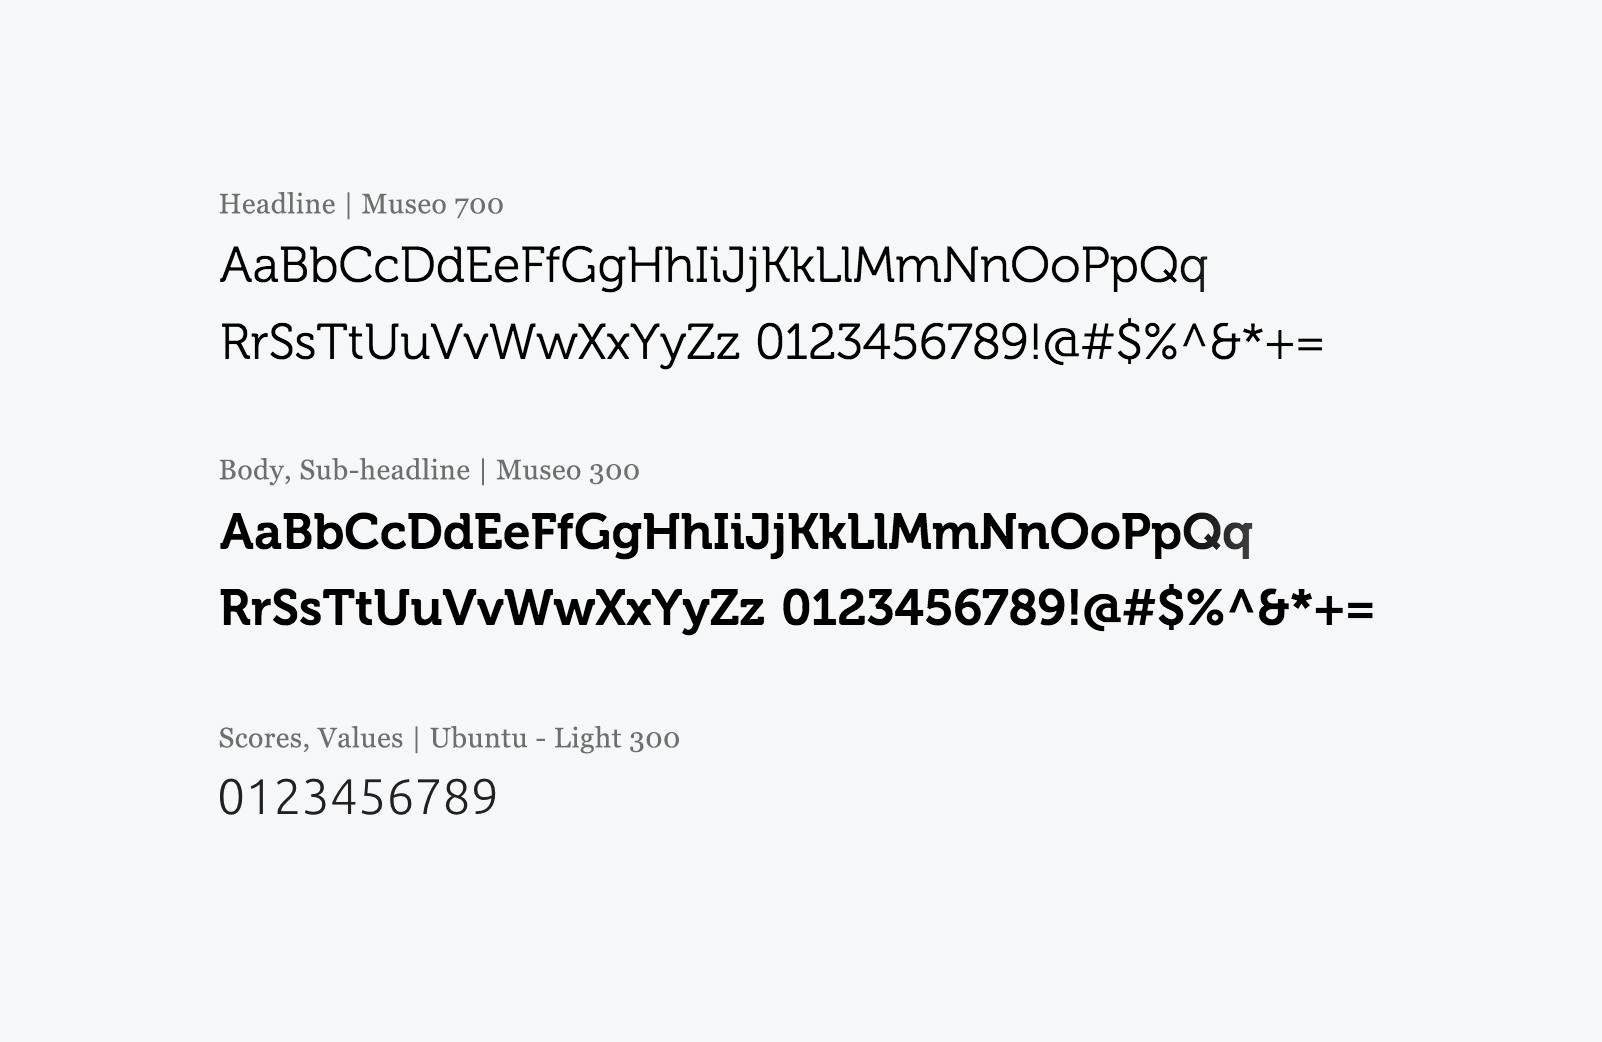 Headline | Museo 700
AaBbCcDdEeFfGgHhIiJjKkLlMmNnOoPpQq
RrSsTtUuVvWwXxYyZz 0123456789!@#$%^&*+=
Body, Sub-headline | Museo 300
AaBbCcDdEeFfGgHhIiJjKkLlMmNnOoPpQq
RrSsTtUuVvWwXxYyZz 0123456789!@#$%^&*+=
Scores, Values | Ubuntu - Light 300
0123456789